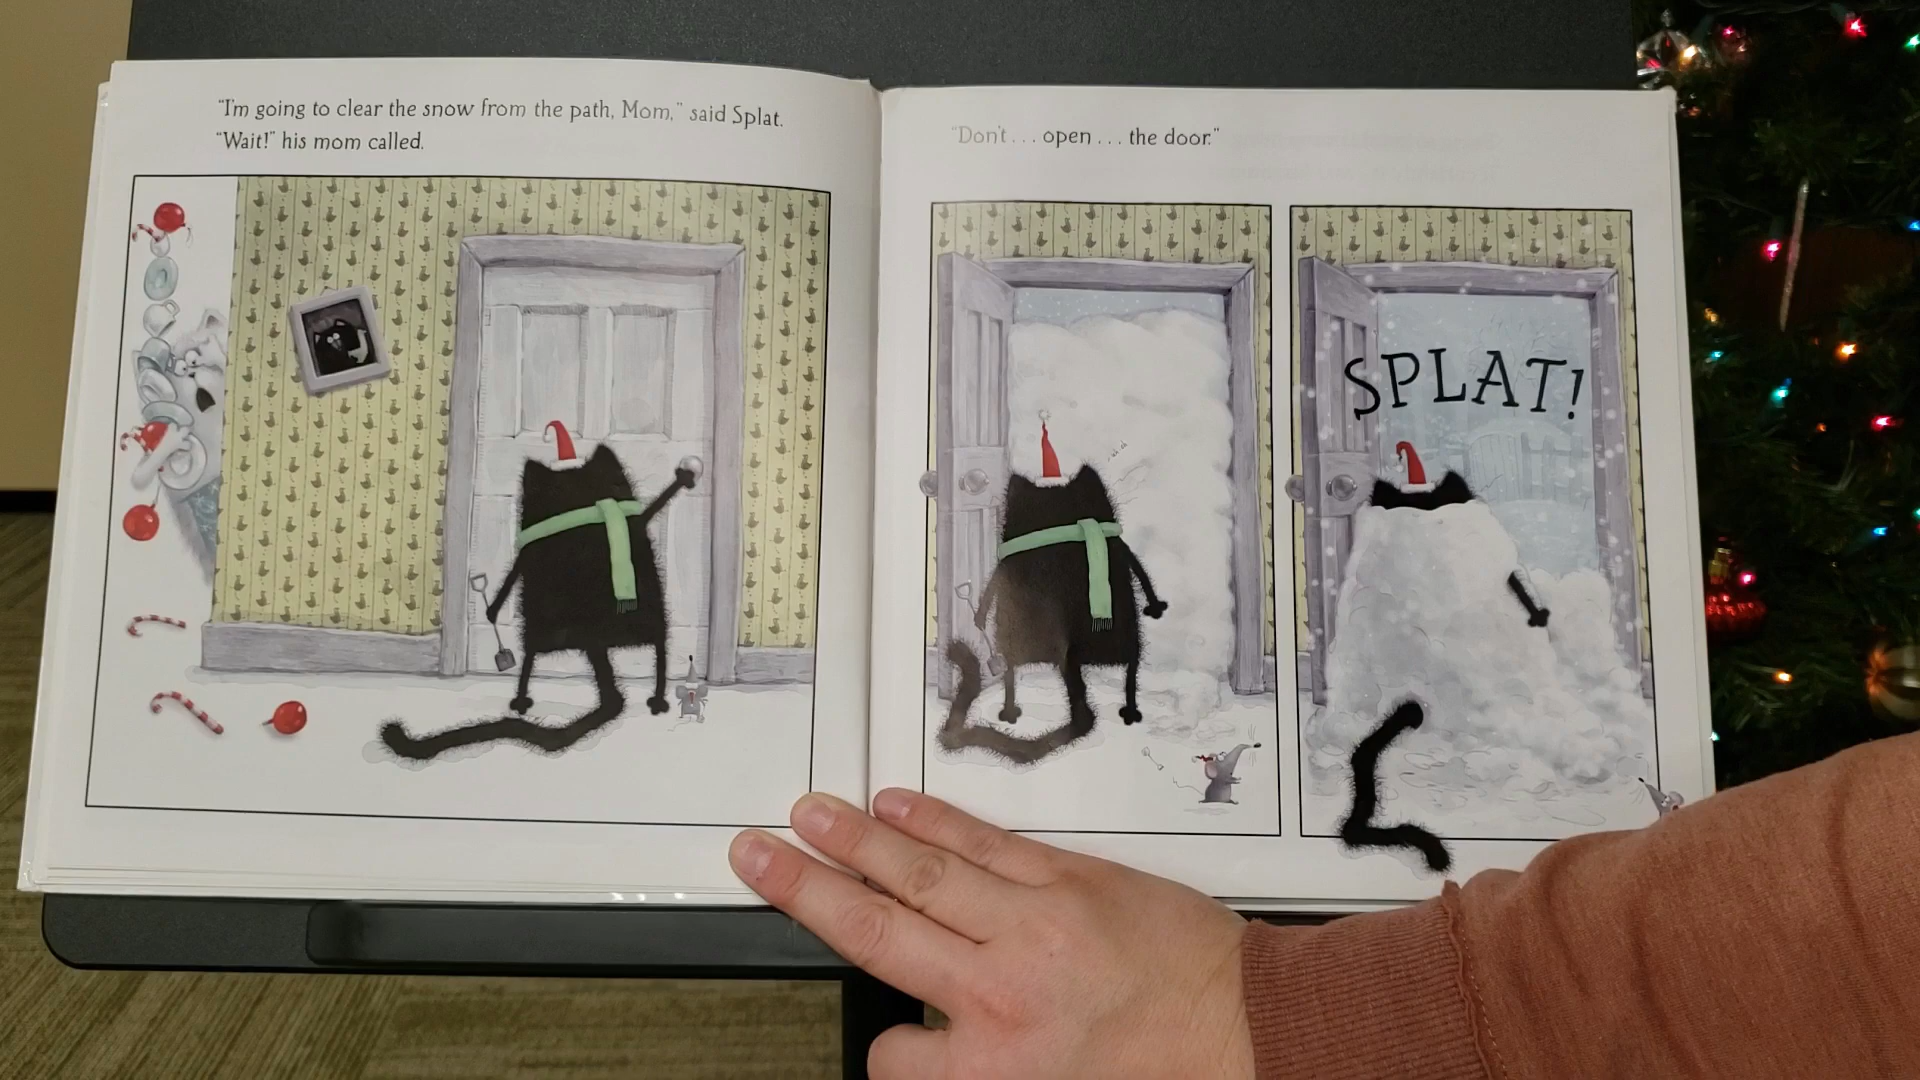 "I'm going to clear the snow from the path, Mom," said Splat.
"Wait!" his mom called.
"Don't . . . open . . . the door."
SPLAT!